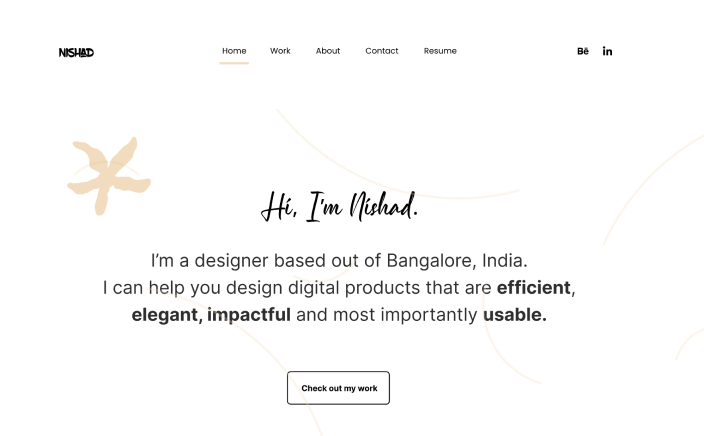 NISHAD
Home Work About Contact Resume
Bē in
Hi, I'm Nishad.
I’m a designer based out of Bangalore, India.
I can help you design digital products that are efficient,
elegant, impactful and most importantly usable.
Check out my work